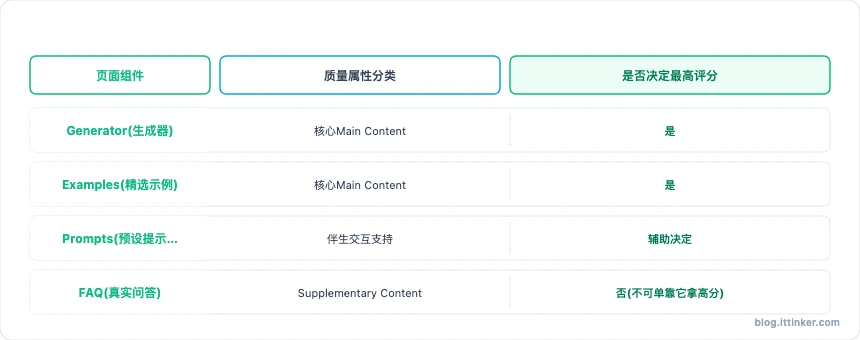 页面组件 质量属性分类 是否决定最高评分
Generator(生成器) 核心Main Content 是
Examples(精选示例) 核心Main Content 是
Prompts(预设提示... 伴生交互支持 辅助决定
FAQ(真实问答) Supplementary Content 否(不可单靠它拿高分)
blog.ittinker.com